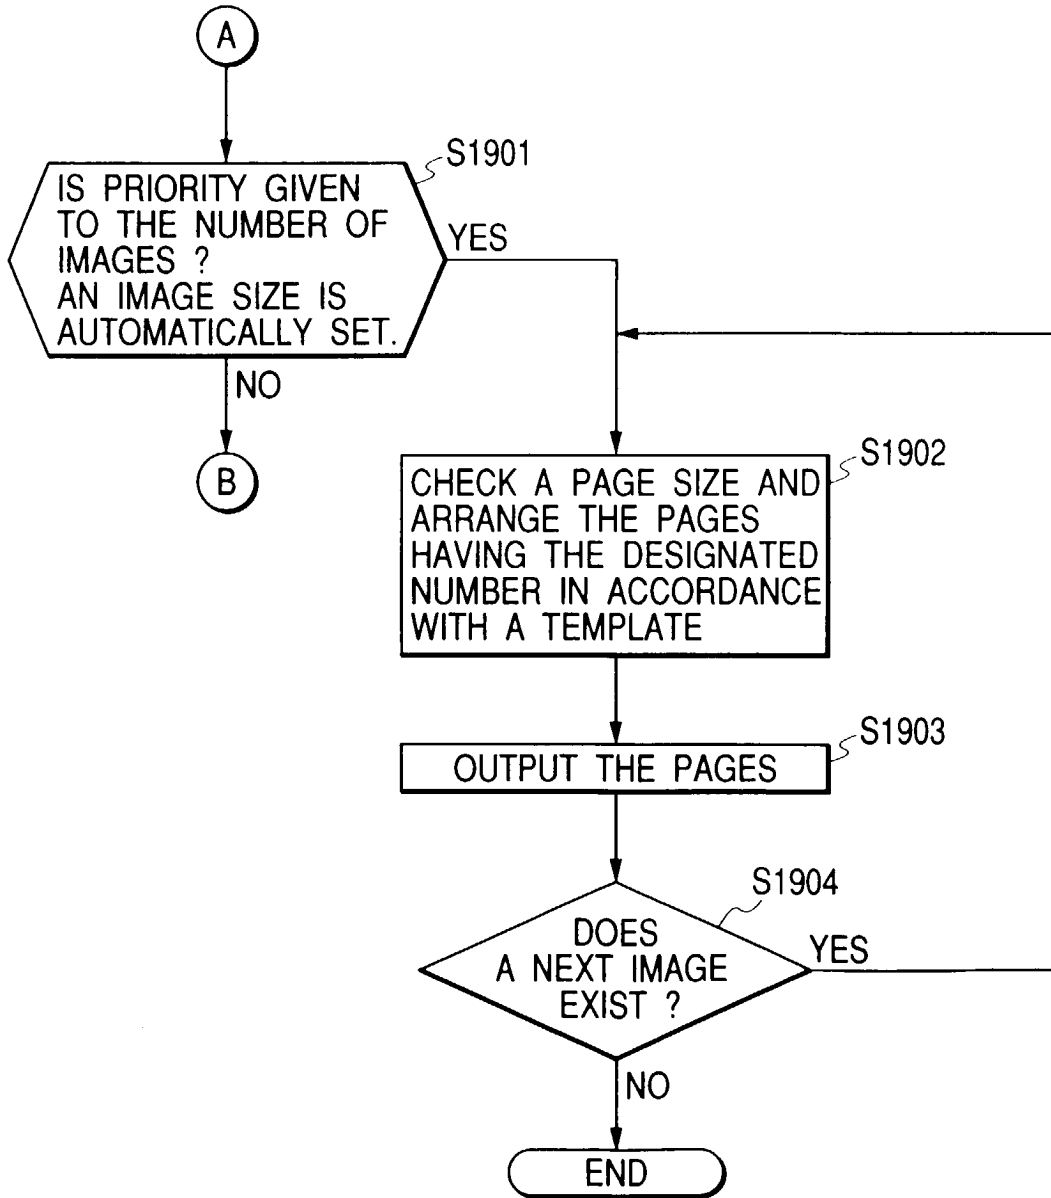 A
S1901
IS PRIORITY GIVEN
TO THE NUMBER OF
IMAGES ?
AN IMAGE SIZE IS
AUTOMATICALLY SET.
YES
NO
B
S1902
CHECK A PAGE SIZE AND
ARRANGE THE PAGES
HAVING THE DESIGNATED
NUMBER IN ACCORDANCE
WITH A TEMPLATE
S1903
OUTPUT THE PAGES
S1904
DOES
A NEXT IMAGE
EXIST ?
YES
NO
END